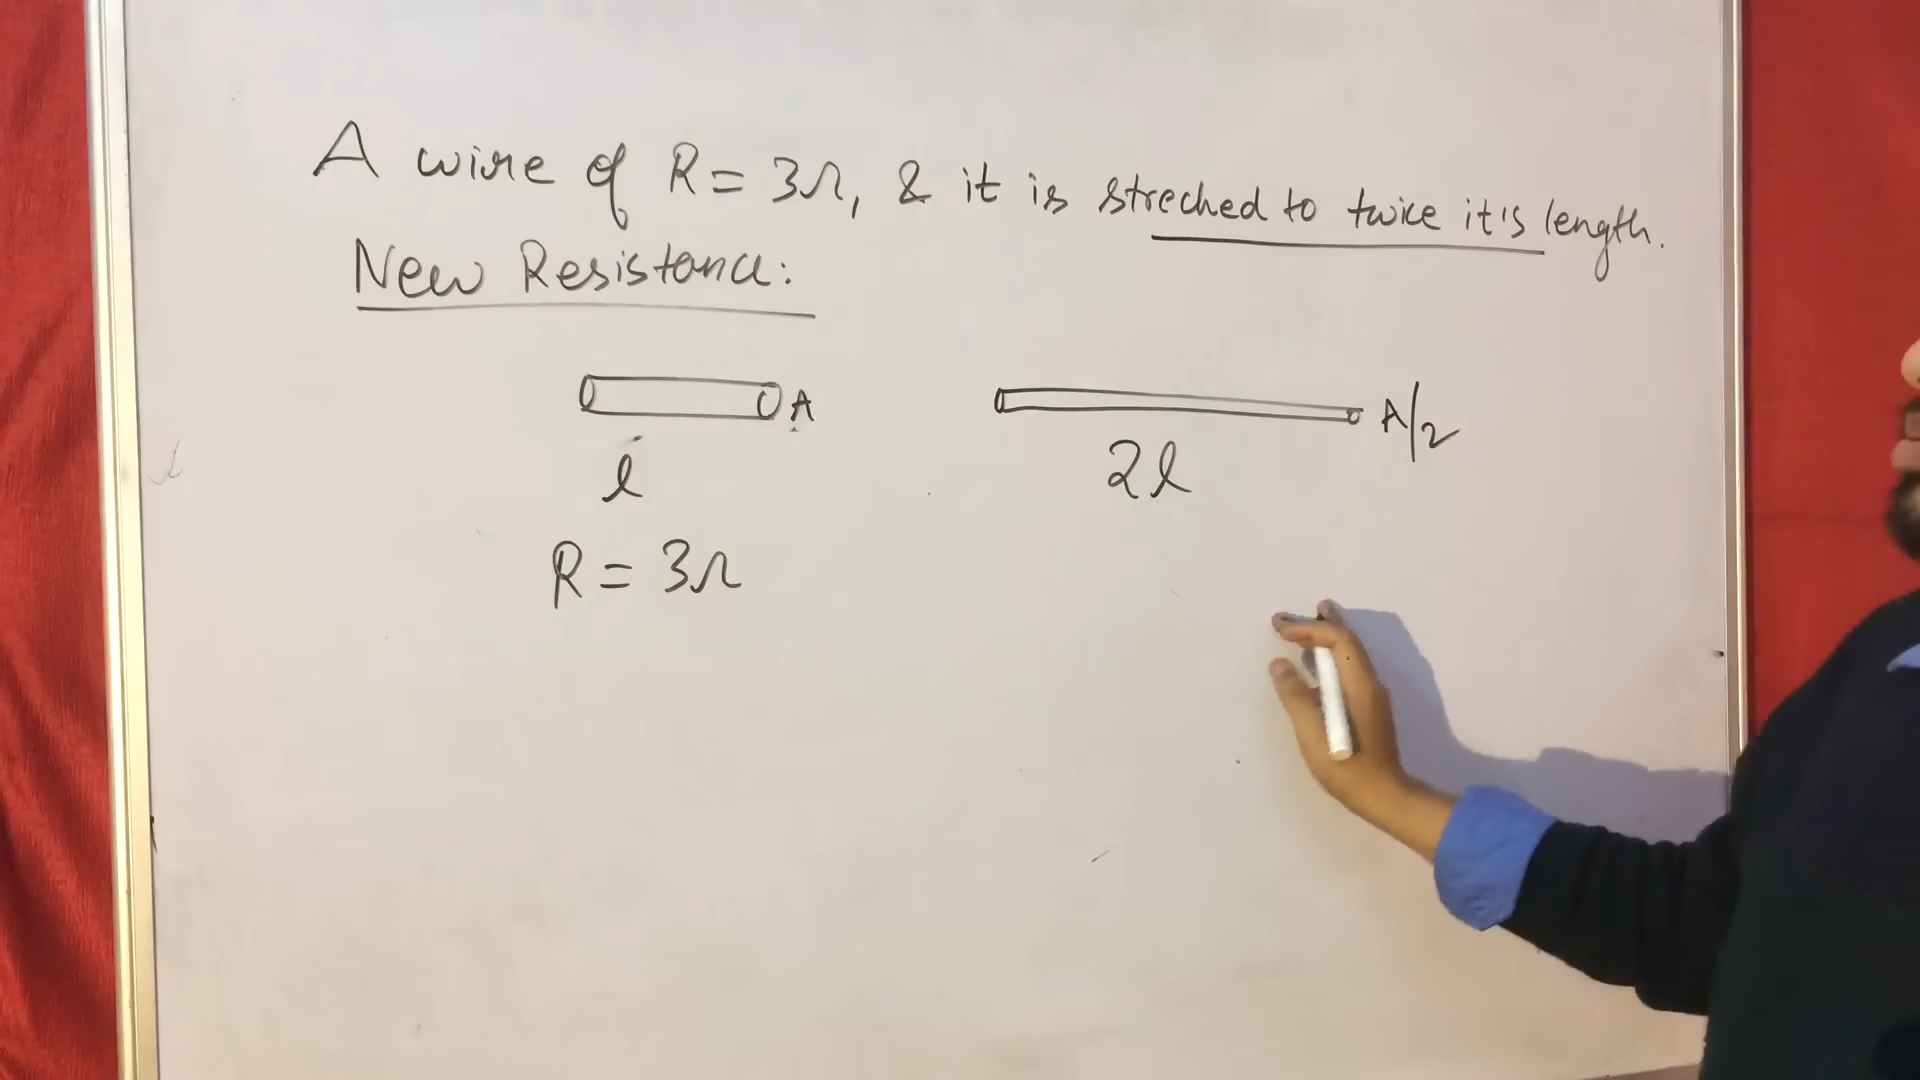 A wire of R = 3Ω, & it is streched to twice it's length.
New Resistance:
A
A/2
l
2l
R = 3Ω